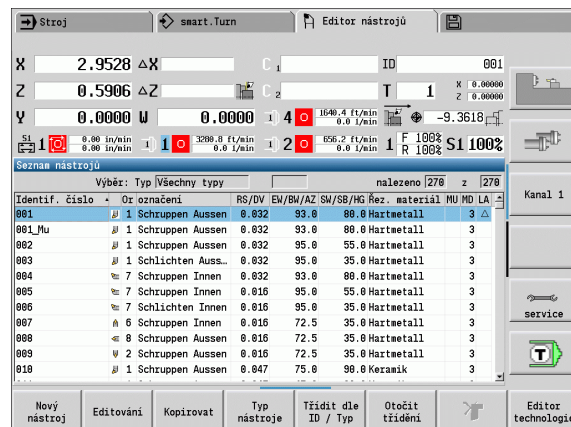 Stroj smart.Turn Editor nástrojů
X 2.9528 ΔX C 1 ID 001
Z 0.5906 ΔZ C 2 T 1 X 0.00000 Z 0.00000
Y 0.0000 U 0.0000 4 0 1640.4 ft/min 0.0 1/min -9.3618
S1 1 0.00 in/min 0.00 in/min 1 0 3280.8 ft/min 0.0 1/min 2 0 656.2 ft/min 0.0 1/min 1 F 100% R 100% S1 100%
Seznam nástrojů
Výběr: Typ Všechny typy nalezeno 270 z 270
Identif. číslo Or označení RS/DV EW/BW/AZ SW/SB/HG Řez. materiál MU MD LA
001 1 Schruppen Aussen 0.032 93.0 80.0 Hartmetall 3 Δ
001_Mu 1 Schruppen Aussen 0.032 93.0 80.0 Hartmetall 3
002 1 Schruppen Aussen 0.032 95.0 55.0 Hartmetall 3
003 1 Schlichten Auss… 0.032 95.0 35.0 Hartmetall 3
004 7 Schruppen Innen 0.032 93.0 80.0 Hartmetall 3
005 7 Schruppen Innen 0.016 95.0 55.0 Hartmetall 3
006 7 Schlichten Innen 0.016 93.0 35.0 Hartmetall 3
007 6 Schruppen Innen 0.016 72.5 35.0 Hartmetall 3
008 8 Schruppen Aussen 0.016 72.5 35.0 Hartmetall 3
009 2 Schruppen Aussen 0.016 72.5 35.0 Hartmetall 3
010 1 Schruppen Aussen 0.047 75.0 90.0 Keramik 3
Kanal 1
service
T
Nový nástroj
Editování
Kopírovat
Typ nástroje
Třídit dle ID / Typ
Otočit třídění
Editor technologie